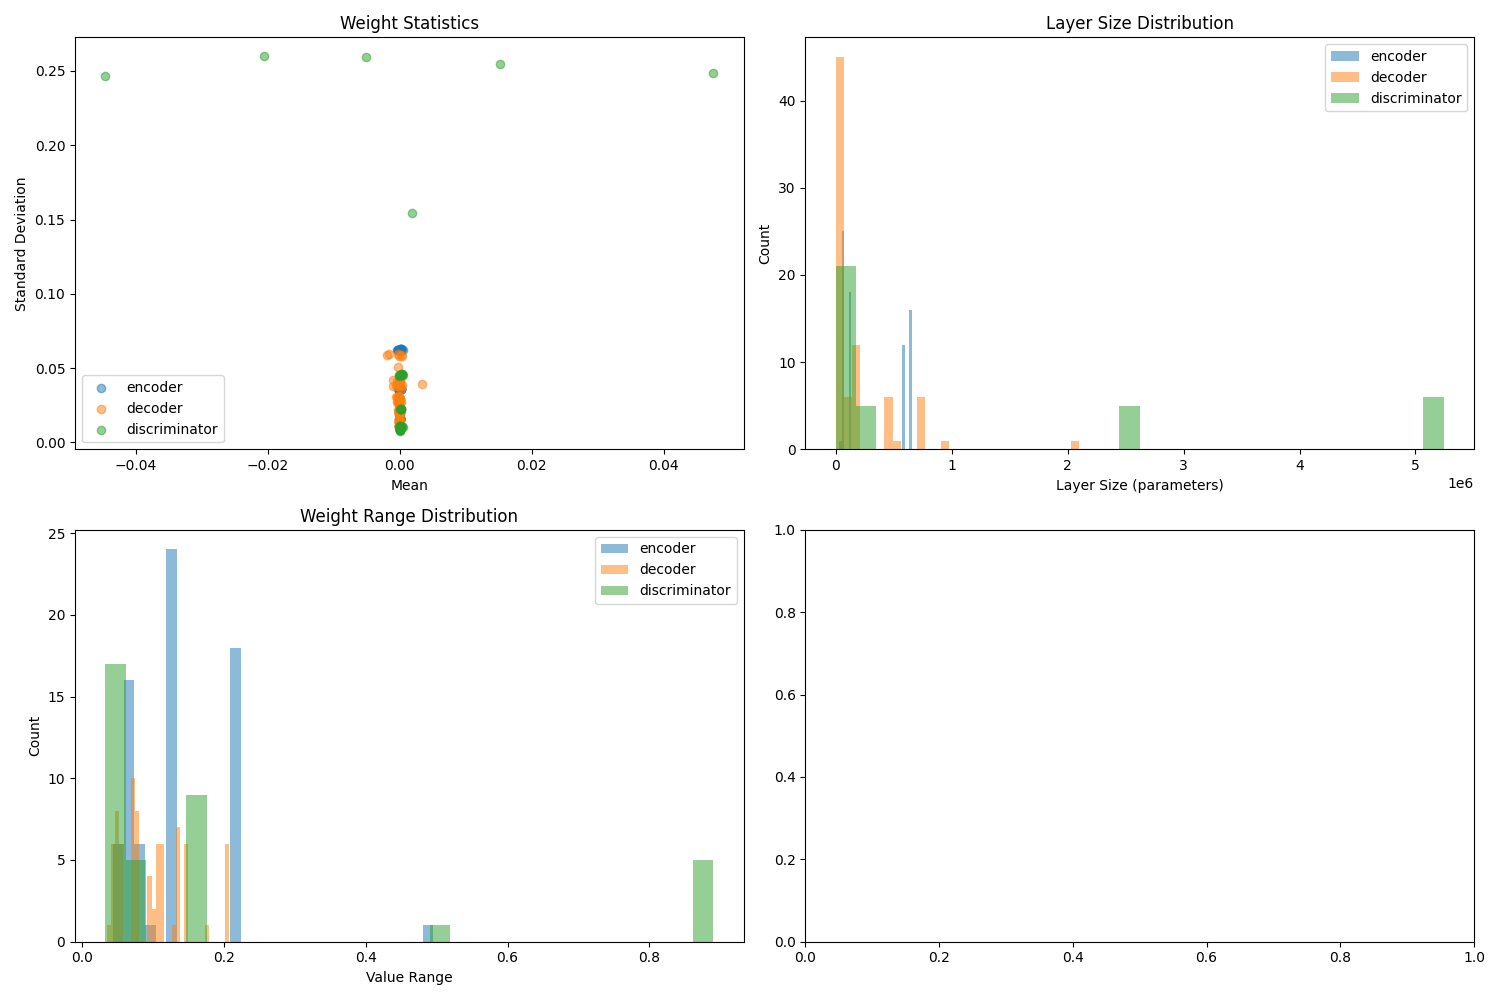 Weight Statistics
Standard Deviation
0.25
0.20
0.15
0.10
0.05
0.00
encoder
decoder
discriminator
−0.04 −0.02 0.00 0.02 0.04
Mean
Layer Size Distribution
Count
40
30
20
10
0
encoder
decoder
discriminator
0 1 2 3 4 5
1e6
Layer Size (parameters)
Weight Range Distribution
Count
25
20
15
10
5
0
encoder
decoder
discriminator
0.0 0.2 0.4 0.6 0.8
Value Range
1.0
0.8
0.6
0.4
0.2
0.0
0.0 0.2 0.4 0.6 0.8 1.0